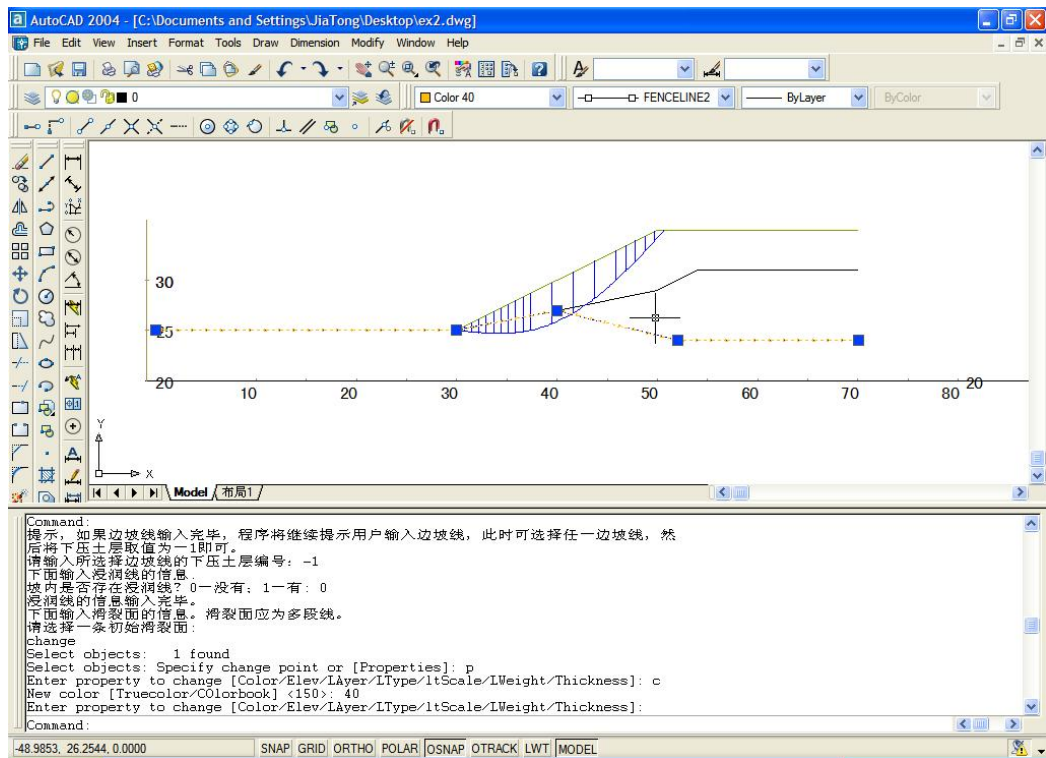 AutoCAD 2004 - [C:\Documents and Settings\JiaTong\Desktop\ex2.dwg]
File Edit View Insert Format Tools Draw Dimension Modify Window Help
0 Color 40 FENCELINE2 ByLayer ByColor
30
25
20 10 20 30 40 50 60 70 80 20
Y
X
Model 布局1
Command:
提示，如果边坡线输入完毕，程序将继续提示用户输入边坡线，此时可选择任一边坡线，然
后将下压土层取值为一1即可。
请输入所选择边坡线的下压土层编号: -1
下面输入浸润线的信息.
坡内是否存在浸润线? 0一没有; 1一有: 0
浸润线的信息输入完毕。
下面输入滑裂面的信息。滑裂面应为多段线。
请选择一条初始滑裂面:
change
Select objects: 1 found
Select objects: Specify change point or [Properties]: p
Enter property to change [Color/Elev/LAyer/LType/ltScale/LWeight/Thickness]: c
New color [Truecolor/COlorbook] <150>: 40
Enter property to change [Color/Elev/LAyer/LType/ltScale/LWeight/Thickness]:
Command:
-48.9853, 26.2544, 0.0000 SNAP GRID ORTHO POLAR OSNAP OTRACK LWT MODEL